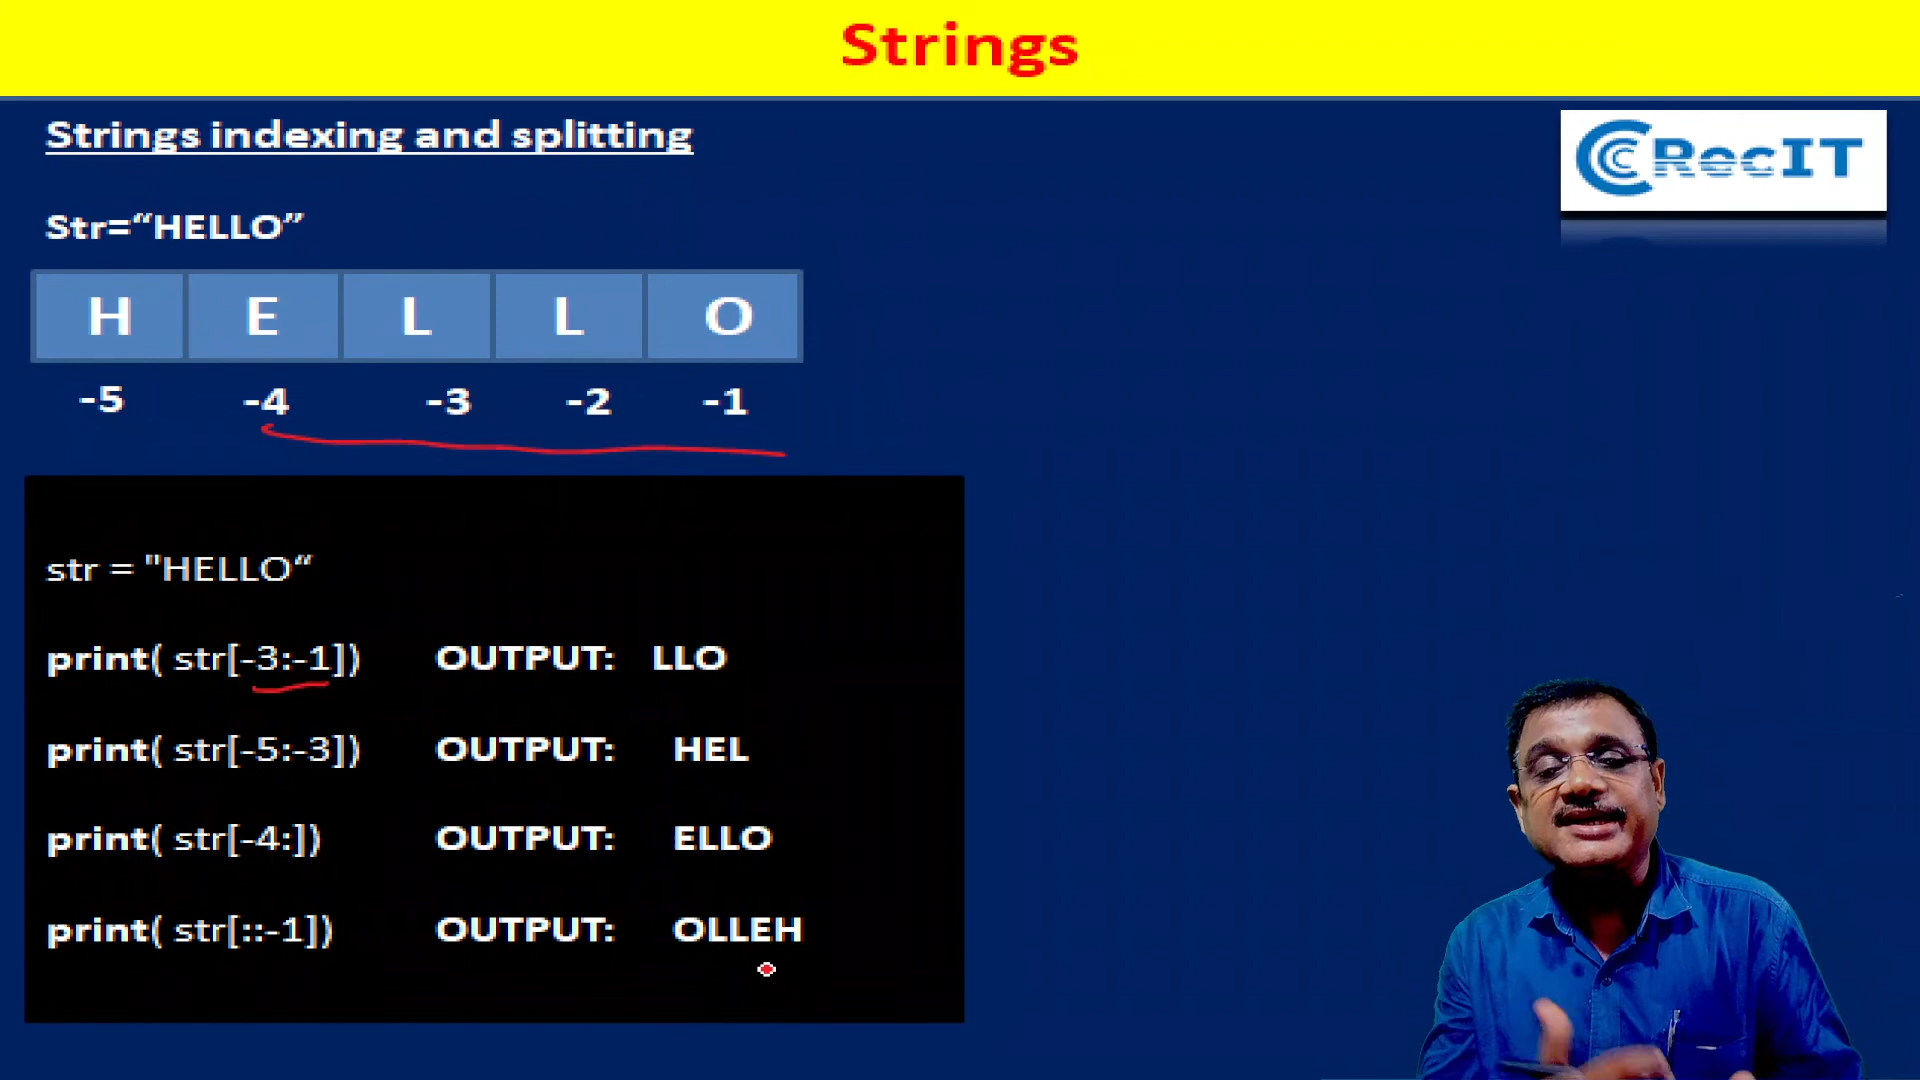 Strings
Strings indexing and splitting
CRecIT
Str=“HELLO”
H E L L O
-5 -4 -3 -2 -1
str = "HELLO“
print( str[-3:-1]) OUTPUT: LLO
print( str[-5:-3]) OUTPUT: HEL
print( str[-4:]) OUTPUT: ELLO
print( str[::-1]) OUTPUT: OLLEH